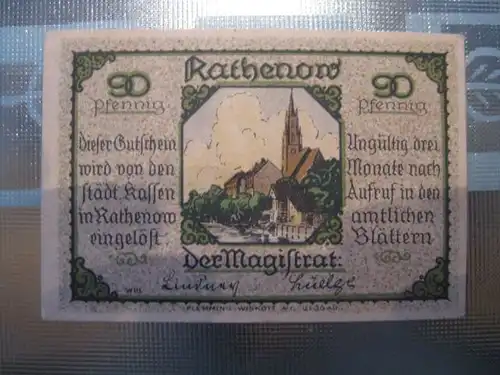 Rathenow
90
Pfennig
90
Pfennig
Dieser Gutschein
wird von den
städt. Kassen
in Rathenow
eingelöst.
Ungültig drei
Monate nach
Aufruf in den
amtlichen
Blättern
Der Magistrat:
Lindner